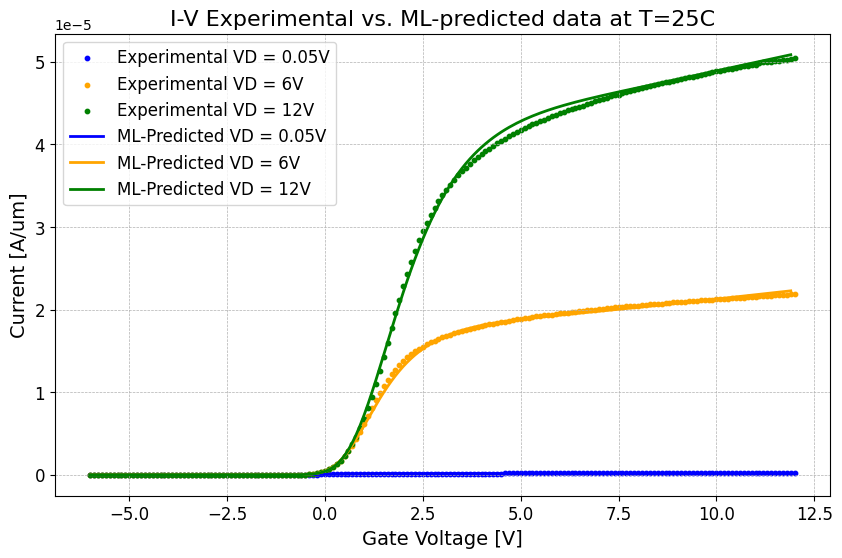 I-V Experimental vs. ML-predicted data at T=25C
1e−5
Experimental VD = 0.05V
Experimental VD = 6V
Experimental VD = 12V
ML-Predicted VD = 0.05V
ML-Predicted VD = 6V
ML-Predicted VD = 12V
5
4
3
2
1
0
Current [A/um]
−5.0 −2.5 0.0 2.5 5.0 7.5 10.0 12.5
Gate Voltage [V]